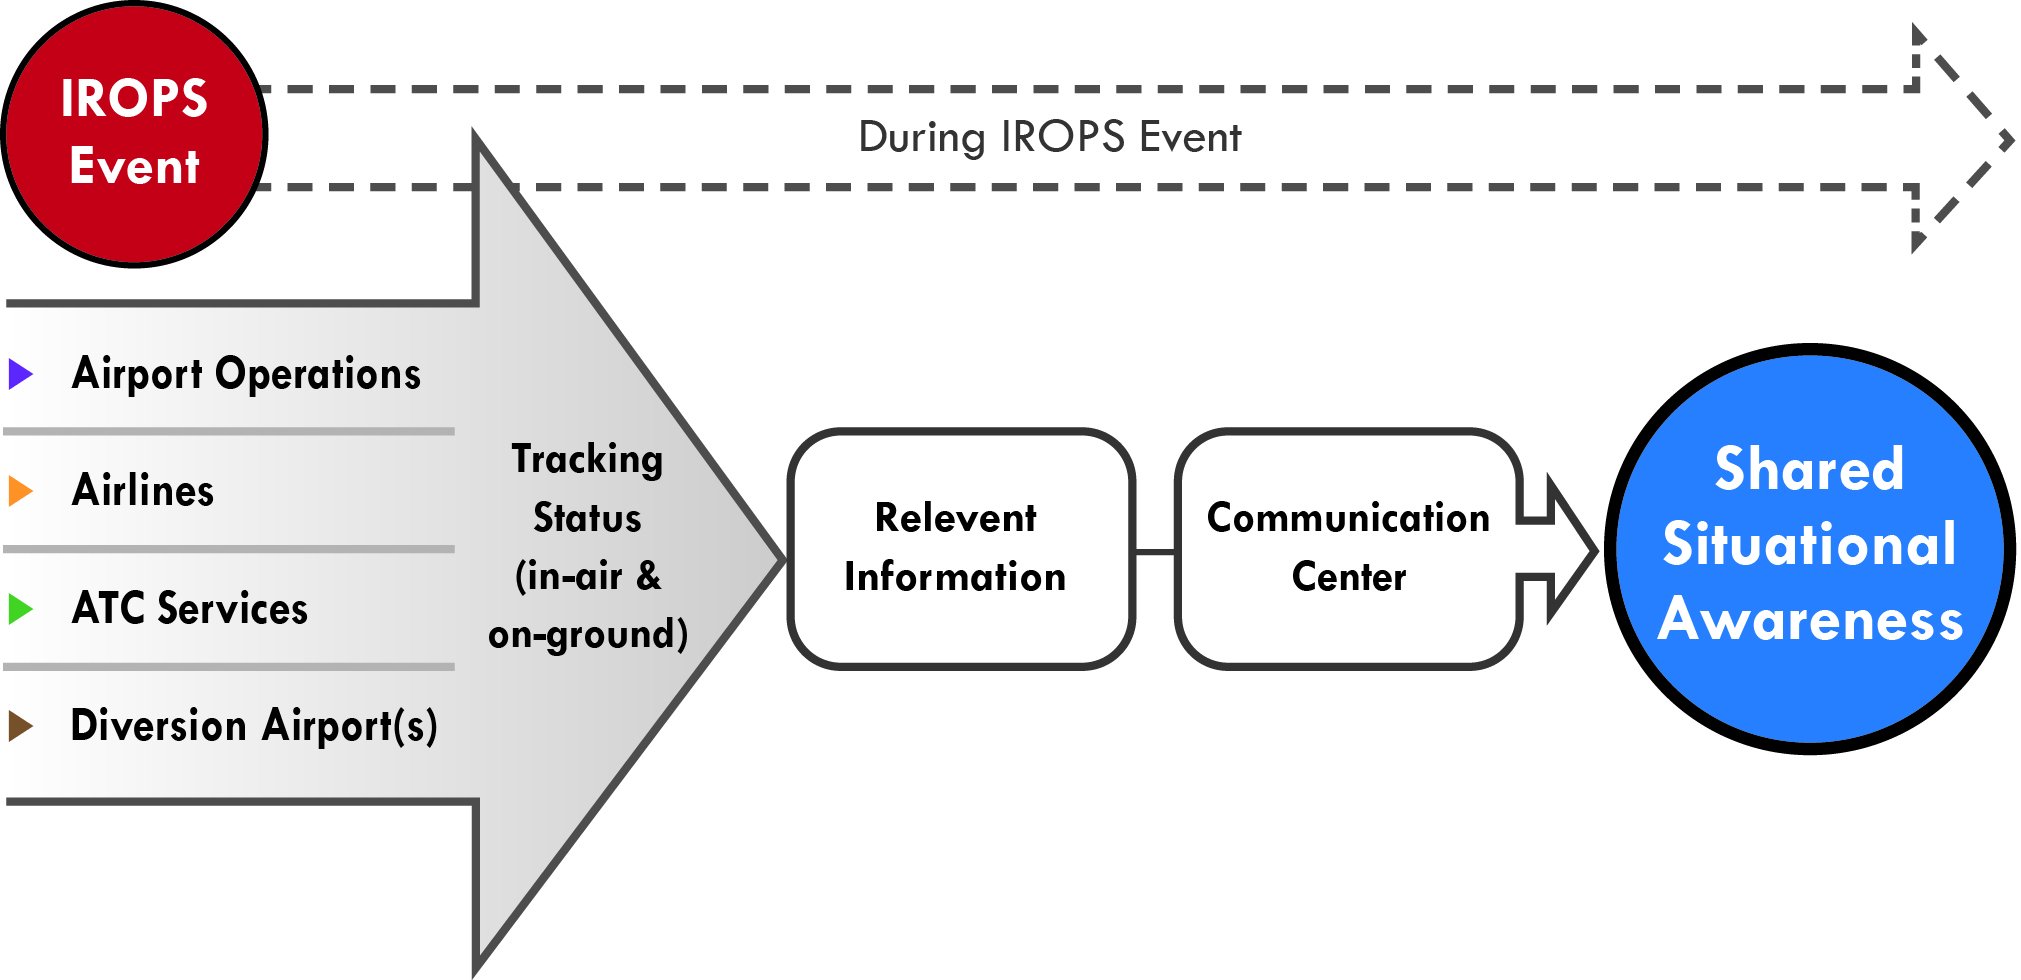 IROPS
Event
During IROPS Event
Airport Operations
Airlines
ATC Services
Diversion Airport(s)
Tracking
Status
(in-air &
on-ground)
Relevent
Information
Communication
Center
Shared
Situational
Awareness